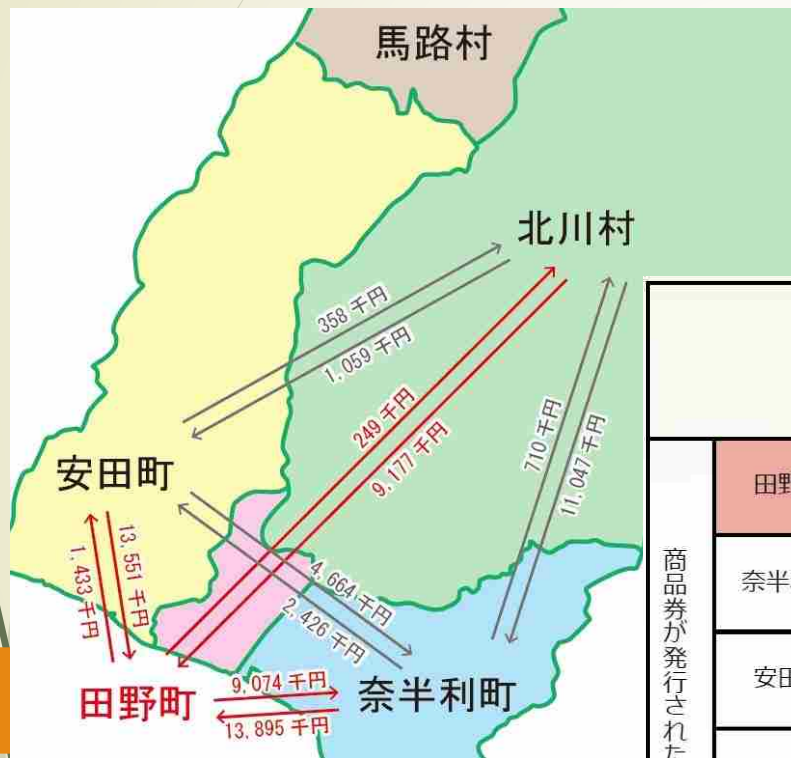 馬路村
北川村
358 千円
1,059 千円
249 千円
9,177 千円
710 千円
11,047 千円
安田町
13,551 千円
1,433 千円
4,664 千円
2,426 千円
田野町
9,074 千円
13,895 千円
奈半利町
商品券が発行された
田野
奈半
安田